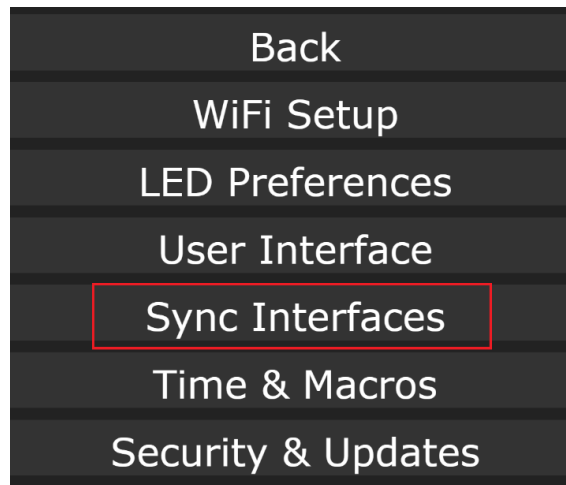 Back
WiFi Setup
LED Preferences
User Interface
Sync Interfaces
Time & Macros
Security & Updates